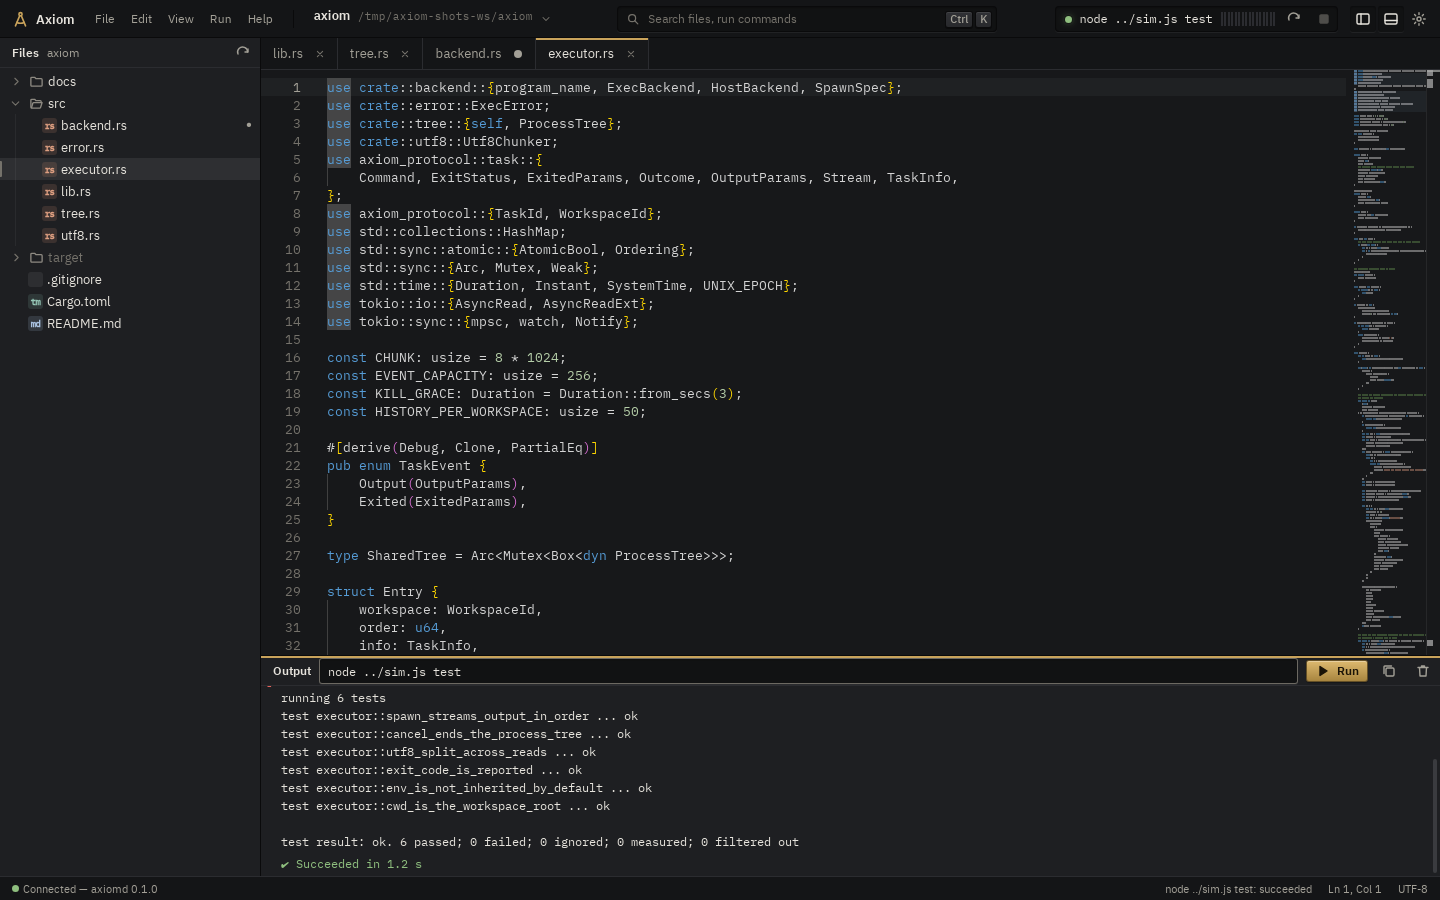 Axiom File Edit View Run Help axiom /tmp/axiom-shots-ws/axiom Search files, run commands Ctrl K node ../sim.js test
Files axiom
docs
src
backend.rs
error.rs
executor.rs
lib.rs
tree.rs
utf8.rs
target
.gitignore
Cargo.toml
README.md
lib.rs tree.rs backend.rs executor.rs
1 use crate::backend::{program_name, ExecBackend, HostBackend, SpawnSpec};
2 use crate::error::ExecError;
3 use crate::tree::{self, ProcessTree};
4 use crate::utf8::Utf8Chunker;
5 use axiom_protocol::task::{
6 Command, ExitStatus, ExitedParams, Outcome, OutputParams, Stream, TaskInfo,
7 };
8 use axiom_protocol::{TaskId, WorkspaceId};
9 use std::collections::HashMap;
10 use std::sync::atomic::{AtomicBool, Ordering};
11 use std::sync::{Arc, Mutex, Weak};
12 use std::time::{Duration, Instant, SystemTime, UNIX_EPOCH};
13 use tokio::io::{AsyncRead, AsyncReadExt};
14 use tokio::sync::{mpsc, watch, Notify};
15
16 const CHUNK: usize = 8 * 1024;
17 const EVENT_CAPACITY: usize = 256;
18 const KILL_GRACE: Duration = Duration::from_secs(3);
19 const HISTORY_PER_WORKSPACE: usize = 50;
20
21 #[derive(Debug, Clone, PartialEq)]
22 pub enum TaskEvent {
23 Output(OutputParams),
24 Exited(ExitedParams),
25 }
26
27 type SharedTree = Arc<Mutex<Box<dyn ProcessTree>>>;
28
29 struct Entry {
30 workspace: WorkspaceId,
31 order: u64,
32 info: TaskInfo,
Output node ../sim.js test Run
running 6 tests
test executor::spawn_streams_output_in_order ... ok
test executor::cancel_ends_the_process_tree ... ok
test executor::utf8_split_across_reads ... ok
test executor::exit_code_is_reported ... ok
test executor::env_is_not_inherited_by_default ... ok
test executor::cwd_is_the_workspace_root ... ok
test result: ok. 6 passed; 0 failed; 0 ignored; 0 measured; 0 filtered out
✔ Succeeded in 1.2 s
Connected — axiomd 0.1.0 node ../sim.js test: succeeded Ln 1, Col 1 UTF-8